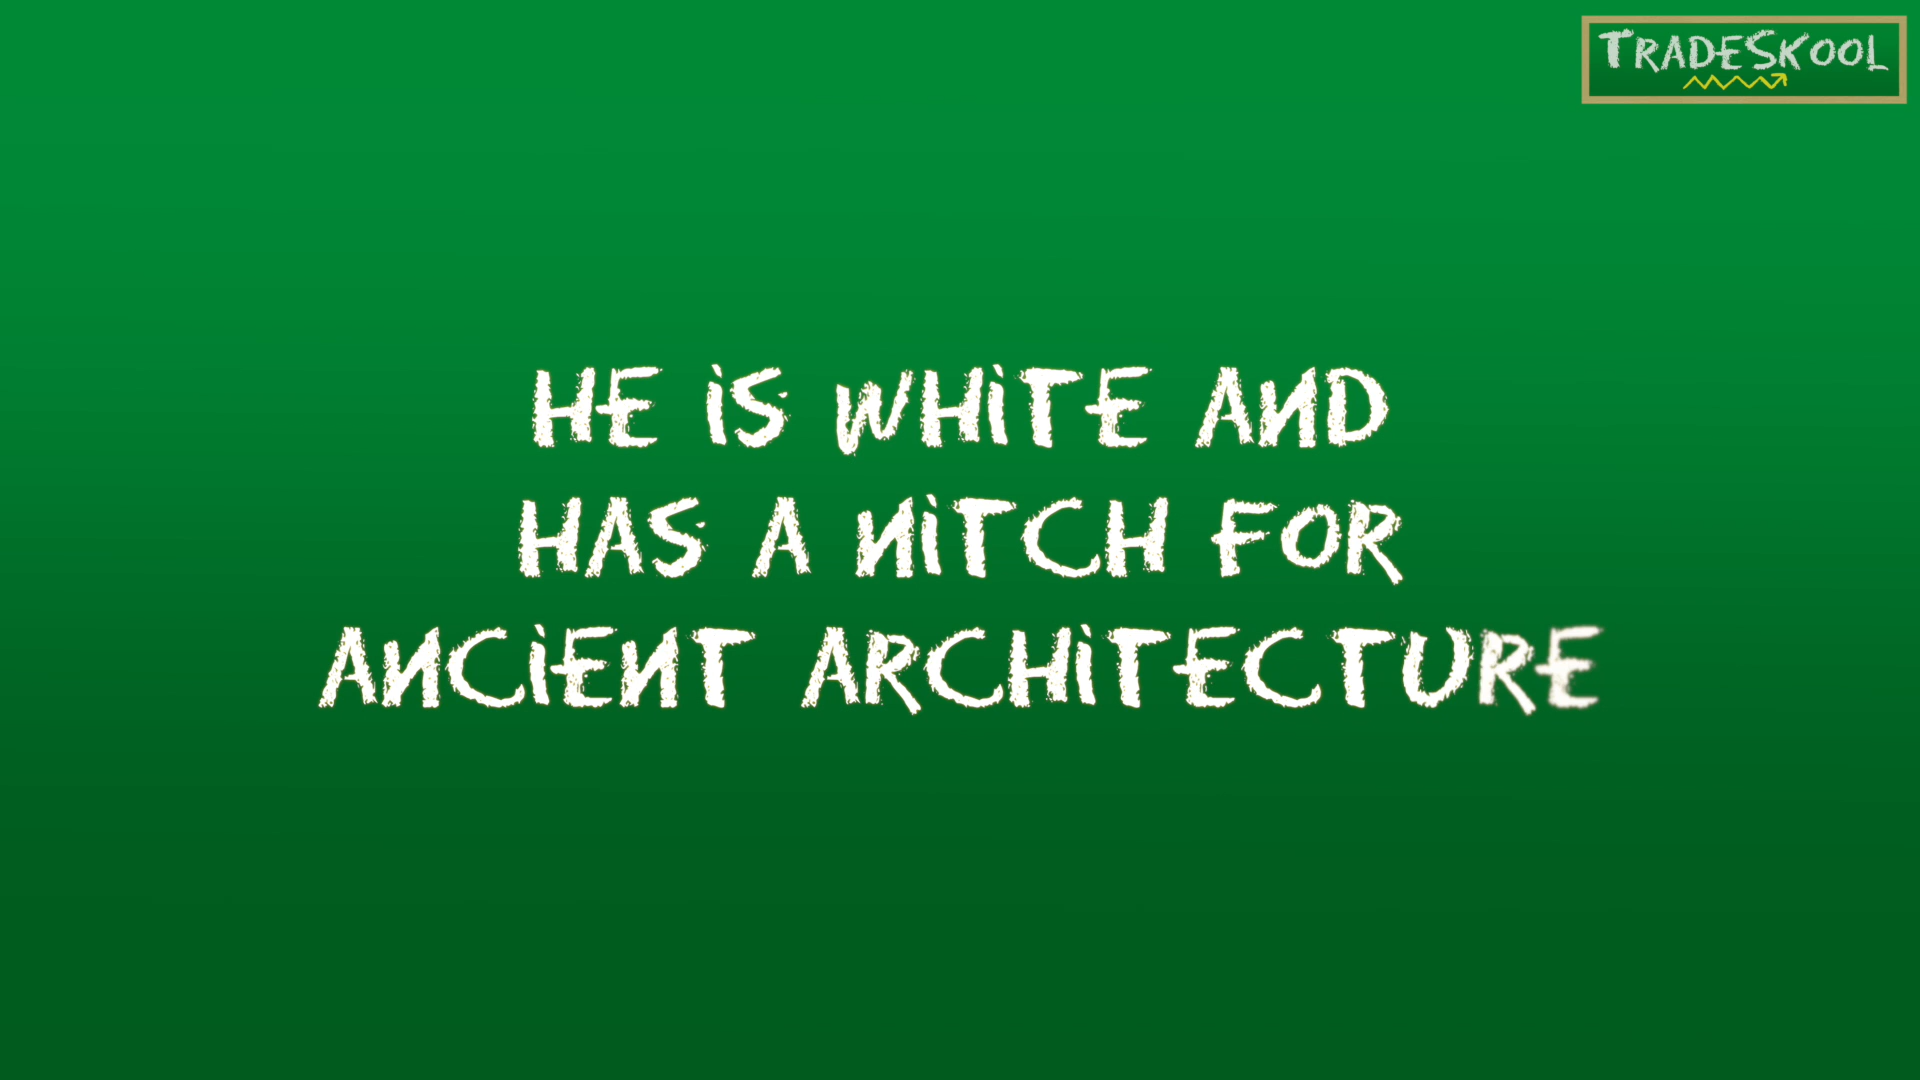 TRADESKOOL
HE IS WHITE AND
HAS A NITCH FOR
ANCIENT ARCHITECTURE